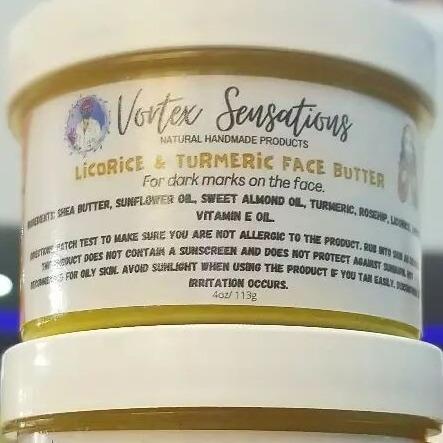 Vortex Sensations
NATURAL HANDMADE PRODUCTS
LICORICE & TURMERIC FACE BUTTER
For dark marks on the face.
INGREDIENTS: SHEA BUTTER, SUNFLOWER OIL, SWEET ALMOND OIL, TURMERIC, ROSEHIP, LICORICE,
VITAMIN E OIL.
DIRECTIONS: PATCH TEST TO MAKE SURE YOU ARE NOT ALLERGIC TO THE PRODUCT. RUB INTO SKIN
THIS PRODUCT DOES NOT CONTAIN A SUNSCREEN AND DOES NOT PROTECT AGAINST SUNBURN. NOT
RECOMMENDED FOR OILY SKIN. AVOID SUNLIGHT WHEN USING THE PRODUCT IF YOU TAN EASILY.
IRRITATION OCCURS.
4oz/ 113g